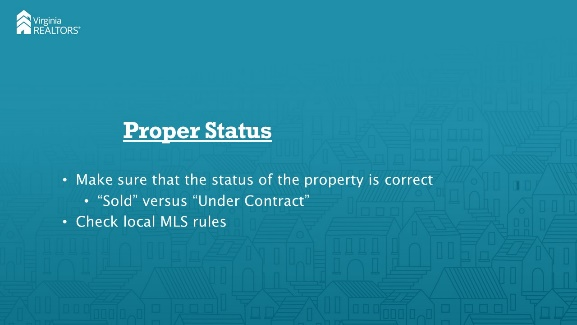 Virginia
REALTORS®
Proper Status
• Make sure that the status of the property is correct
• “Sold” versus “Under Contract”
• Check local MLS rules